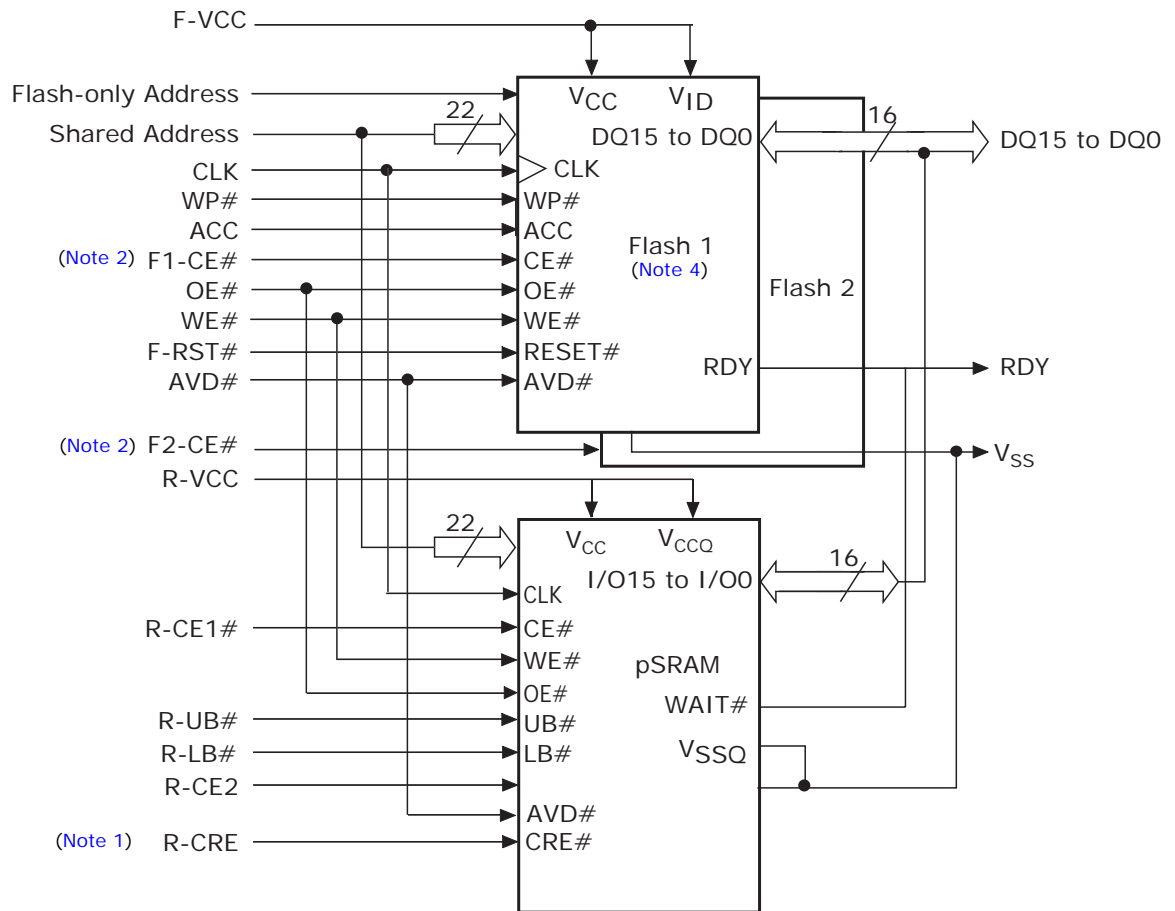 F-VCC
Flash-only Address
Shared Address
22
CLK
WP#
ACC
(Note 2) F1-CE#
OE#
WE#
F-RST#
AVD#
(Note 2) F2-CE#
R-VCC
VCC VID
DQ15 to DQ0
CLK
WP#
ACC
CE#
OE#
WE#
RESET#
AVD#
Flash 1
(Note 4)
RDY
Flash 2
16
DQ15 to DQ0
RDY
VSS
22
R-CE1#
R-UB#
R-LB#
R-CE2
(Note 1) R-CRE
VCC VCCQ
I/O15 to I/O0
CLK
CE#
WE#
OE#
UB#
LB#
AVD#
CRE#
pSRAM
WAIT#
VSSQ
16